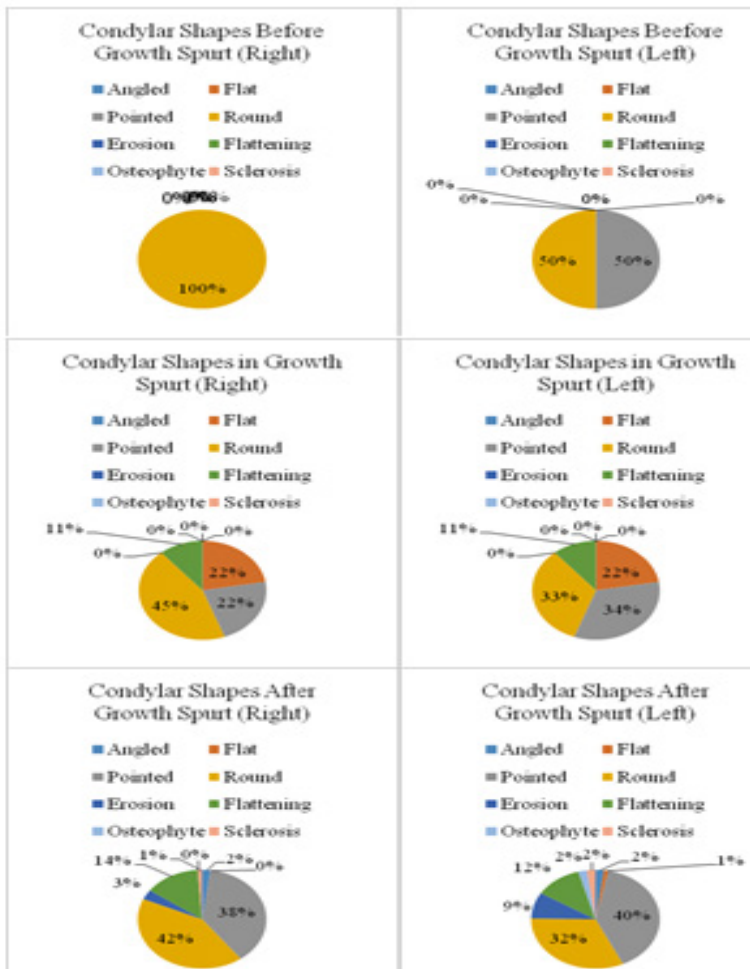 Condylar Shapes Before
Growth Spurt (Right)
Angled Flat
Pointed Round
Erosion Flattening
Osteophyte Sclerosis
100%
Condylar Shapes Beefore
Growth Spurt (Left)
Angled Flat
Pointed Round
Erosion Flattening
Osteophyte Sclerosis
0% 0% 0% 0%
50% 50%
Condylar Shapes in Growth
Spurt (Right)
Angled Flat
Pointed Round
Erosion Flattening
Osteophyte Sclerosis
11% 0% 0% 0%
0%
22%
45% 22%
Condylar Shapes in Growth
Spurt (Left)
Angled Flat
Pointed Round
Erosion Flattening
Osteophyte Sclerosis
11% 0% 0% 0%
0%
22%
33% 34%
Condylar Shapes After
Growth Spurt (Right)
Angled Flat
Pointed Round
Erosion Flattening
Osteophyte Sclerosis
14% 1% 0% 2% 0%
3%
38%
42%
Condylar Shapes After
Growth Spurt (Left)
Angled Flat
Pointed Round
Erosion Flattening
Osteophyte Sclerosis
12% 2% 2% 2% 1%
9%
40%
32%